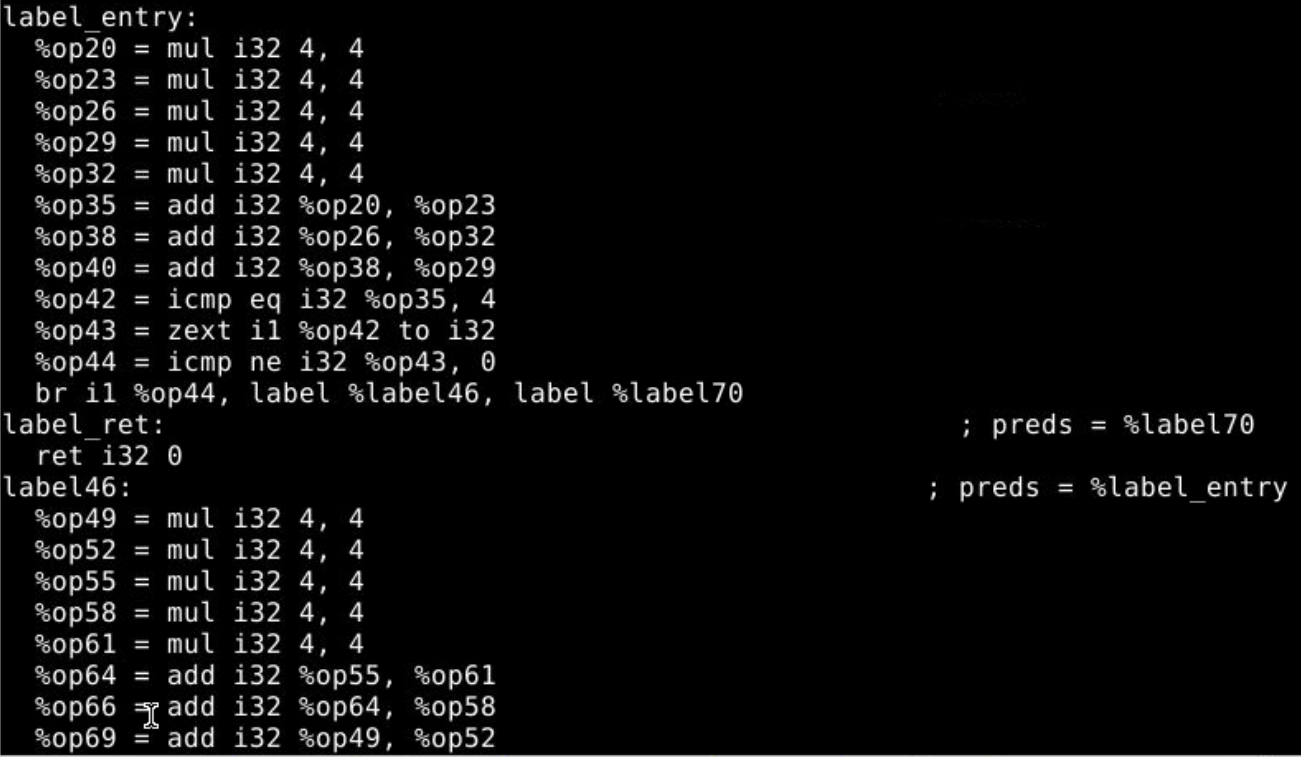 label_entry:
%op20 = mul i32 4, 4
%op23 = mul i32 4, 4
%op26 = mul i32 4, 4
%op29 = mul i32 4, 4
%op32 = mul i32 4, 4
%op35 = add i32 %op20, %op23
%op38 = add i32 %op26, %op32
%op40 = add i32 %op38, %op29
%op42 = icmp eq i32 %op35, 4
%op43 = zext i1 %op42 to i32
%op44 = icmp ne i32 %op43, 0
br i1 %op44, label %label46, label %label70
label_ret: ; preds = %label70
ret i32 0
label46: ; preds = %label_entry
%op49 = mul i32 4, 4
%op52 = mul i32 4, 4
%op55 = mul i32 4, 4
%op58 = mul i32 4, 4
%op61 = mul i32 4, 4
%op64 = add i32 %op55, %op61
%op66 = add i32 %op64, %op58
%op69 = add i32 %op49, %op52